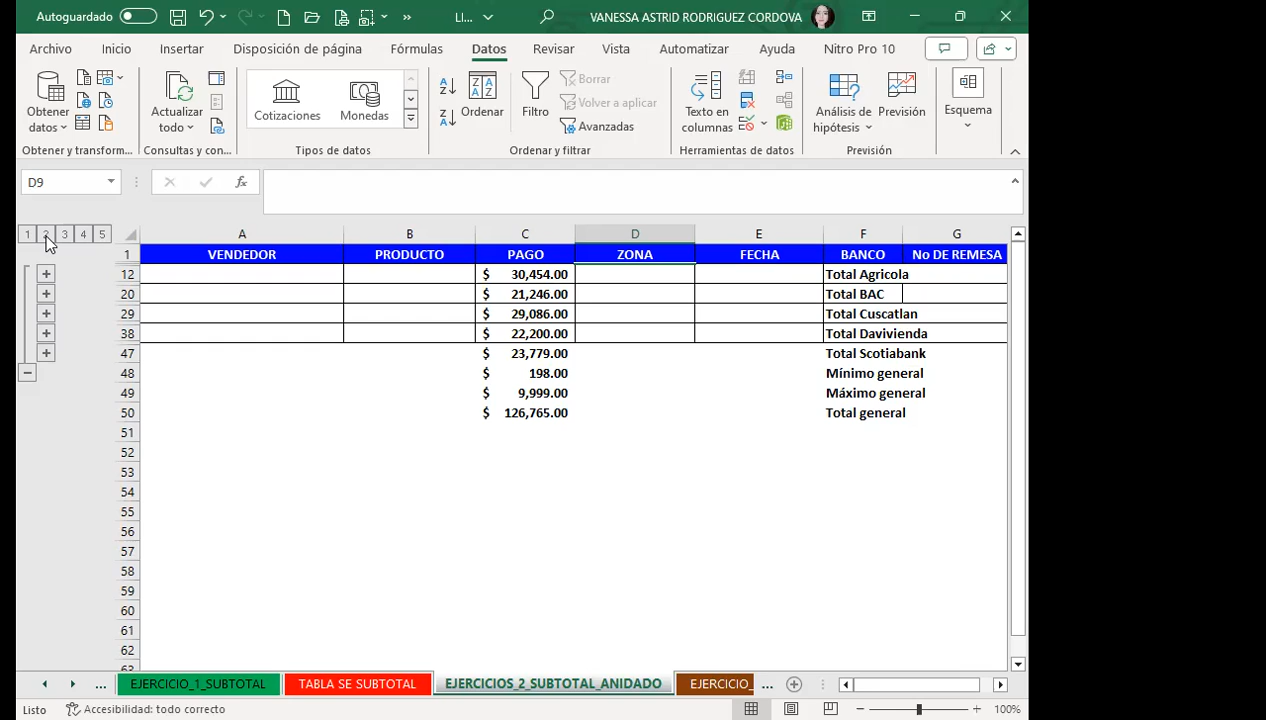 Autoguardado
LI...
VANESSA ASTRID RODRIGUEZ CORDOVA
Archivo Inicio Insertar Disposición de página Fórmulas Datos Revisar Vista Automatizar Ayuda Nitro Pro 10
Obtener datos
Actualizar todo
Cotizaciones
Monedas
Ordenar
Filtro
Borrar
Volver a aplicar
Avanzadas
Texto en columnas
Análisis de hipótesis
Previsión
Esquema
Obtener y transform... Consultas y con... Tipos de datos Ordenar y filtrar Herramientas de datos Previsión
D9
fx
1 2 3 4 5 A B C D E F G
1 VENDEDOR PRODUCTO PAGO ZONA FECHA BANCO No DE REMESA
12 $ 30,454.00 Total Agricola
20 $ 21,246.00 Total BAC
29 $ 29,086.00 Total Cuscatlan
38 $ 22,200.00 Total Davivienda
47 $ 23,779.00 Total Scotiabank
48 $ 198.00 Mínimo general
49 $ 9,999.00 Máximo general
50 $ 126,765.00 Total general
51
52
53
54
55
56
57
58
59
60
61
62
63
... EJERCICIO_1_SUBTOTAL TABLA SE SUBTOTAL EJERCICIOS_2_SUBTOTAL_ANIDADO EJERCICIO_ ...
Listo Accesibilidad: todo correcto 100%